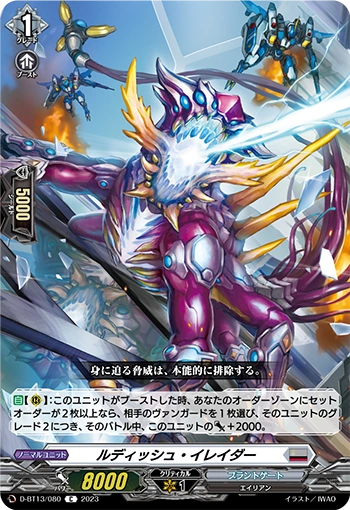 1
グレード
ブースト
5000
シールド
身に迫る脅威は、本能的に排除する。
自【R】:このユニットがブーストした時、あなたのオーダーゾーンにセット
オーダーが2枚以上なら、相手のヴァンガードを1枚選び、そのユニットのグ
レード2につき、そのバトル中、このユニットのパワー+2000。
ノーマルユニット
ルディッシュ・イレイダー
パワー
8000
クリティカル
1
ブラントゲート
エイリアン
D-BT13/080 C 2023
イラスト/IWAO